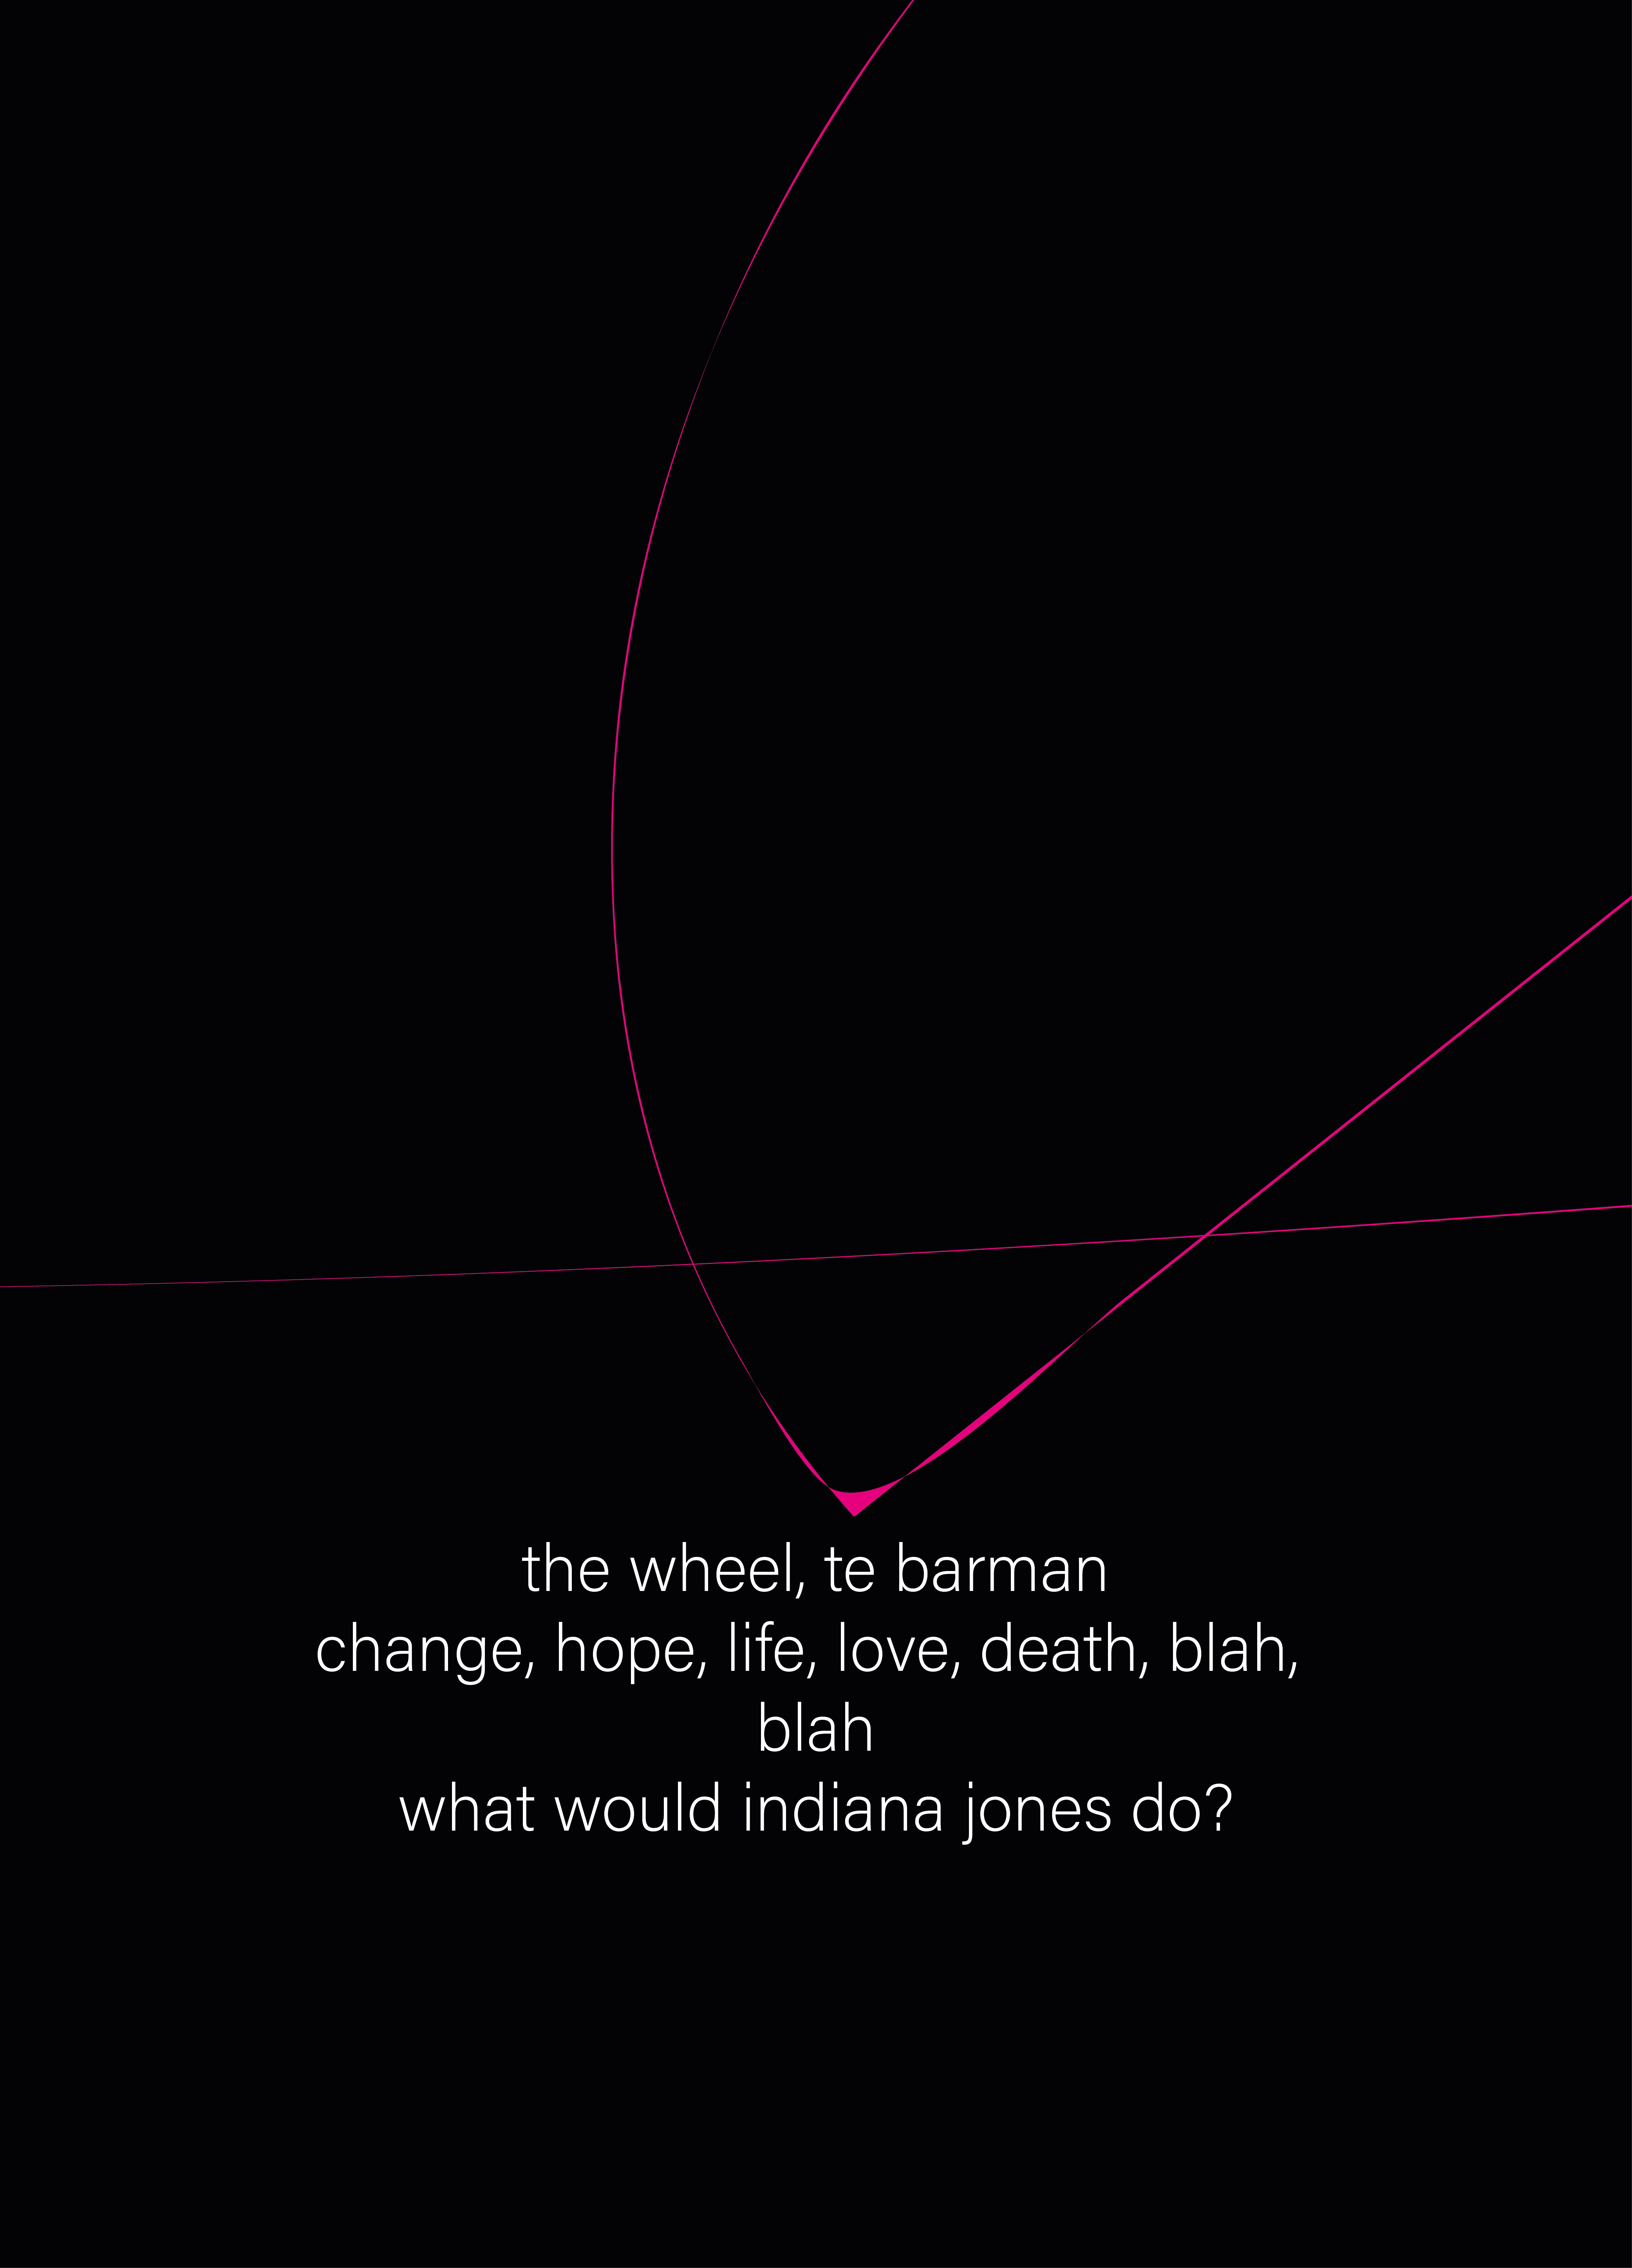 the wheel, te barman
change, hope, life, love, death, blah,
blah
what would indiana jones do?